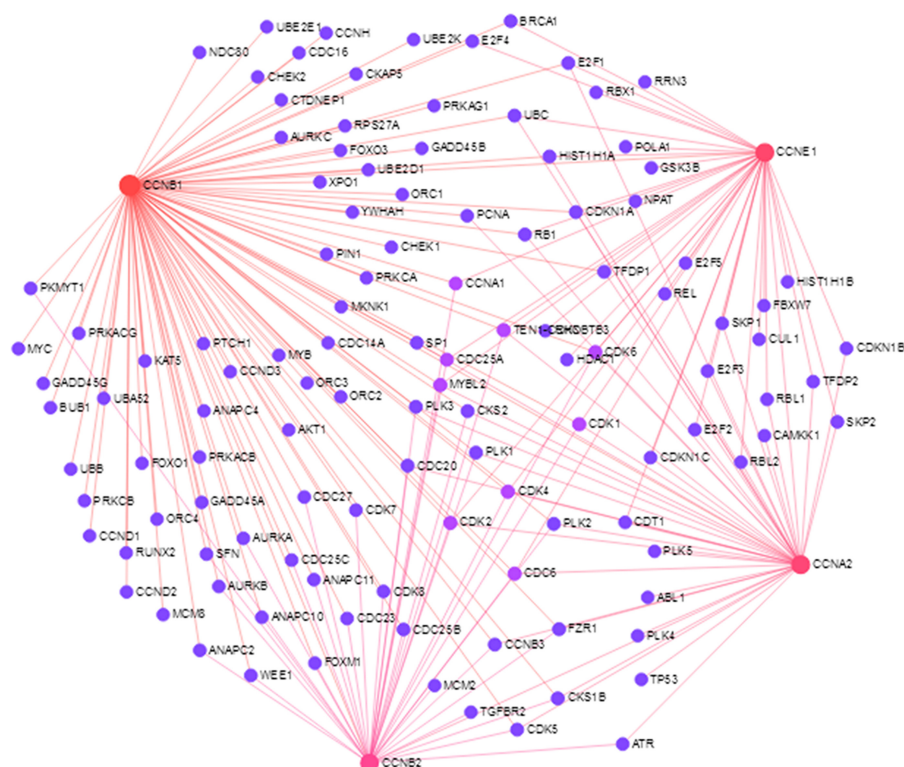 BRCA1
UBE2E1
CCNH
UBE2K
E2F4
NDC80
CDC16
E2F1
CHEK2
CKAP5
RRN3
RBX1
CTDNEP1
PRKAG1
UBC
RPS27A
AURKC
FOXO3
GADD45B
HIST1H1A
POLA1
CCNE1
UBE2D1
GSK3B
CCNB1
XPO1
ORC1
NPAT
YWHAH
PCNA
CDKN1A
RB1
CHEK1
PIN1
E2F5
TFDP1
PRKCA
CCNA1
HIST1H1B
PKMYT1
REL
MKNK1
FBXW7
SKP1
PRKACG
CUL1
PTCH1
CDC14A
SP1
MYC
MYB
CDK6
CDKN1B
KAT5
CDC25A
HDAC1
CCND3
E2F3
GADD45G
ORC3
MYBL2
TFDP2
UBA52
ORC2
RBL1
BUB1
ANAPC4
PLK3
CKS2
SKP2
AKT1
CDK1
E2F2
CAMKK1
PLK1
FOXO1
PRKACB
CDC20
CDKN1C
RBL2
UBB
CDK4
PRKCB
GADD45A
CDC27
CDK7
ORC4
CDK2
PLK2
CDT1
CCND1
AURKA
RUNX2
SFN
PLK5
CDC25C
CCNA2
ANAPC11
CDC6
AURKB
CCND2
CDK8
ABL1
MCM8
ANAPC10
CDC23
CDC25B
FZR1
PLK4
CCNB3
ANAPC2
FOXM1
WEE1
TP53
MCM2
CKS1B
TGFBR2
CDK5
ATR
CCNB2